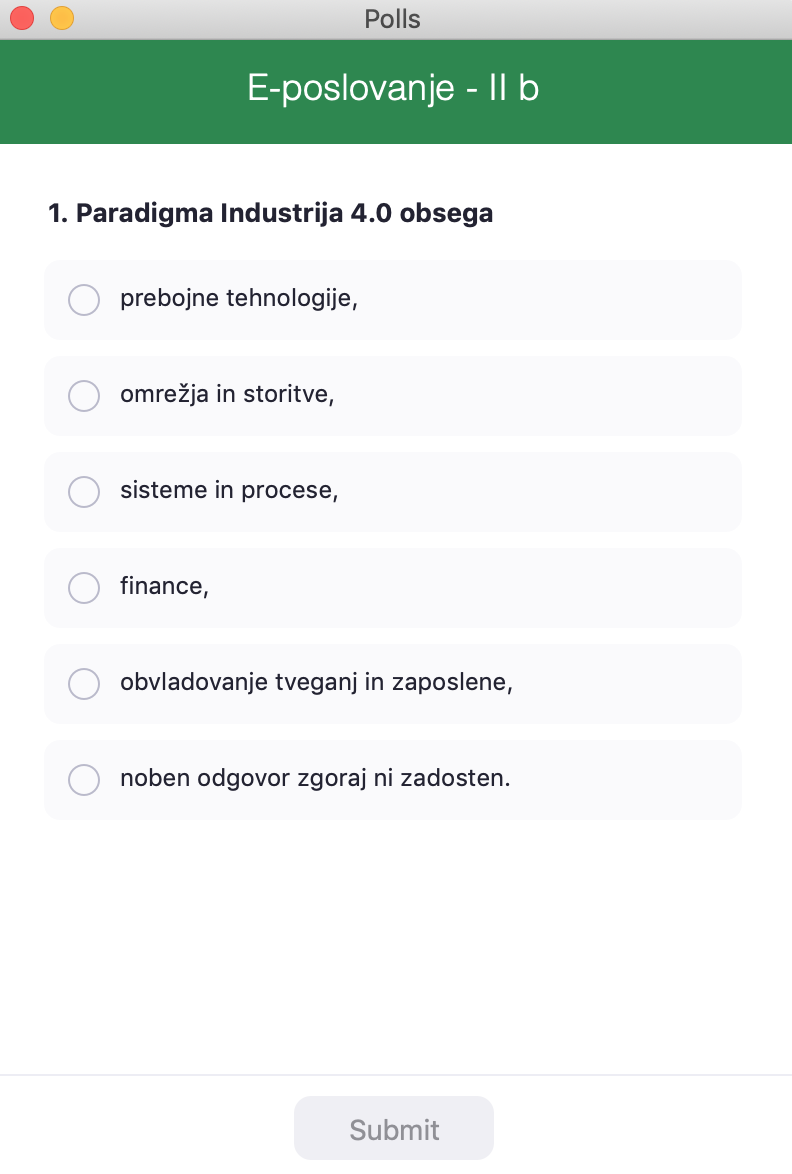 Polls
E-poslovanje - II b
1. Paradigma Industrija 4.0 obsega
prebojne tehnologije,
omrežja in storitve,
sisteme in procese,
finance,
obvladovanje tveganj in zaposlene,
noben odgovor zgoraj ni zadosten.
Submit